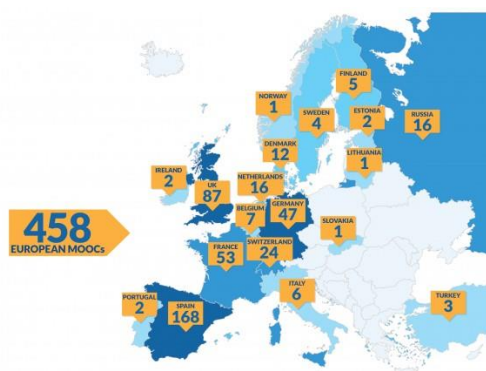 FINLAND
5
NORWAY
1
SWEDEN
4
ESTONIA
2
RUSSIA
16
DENMARK
12
LITHUANIA
1
IRELAND
2
UK
87
NETHERLANDS
16
BELGIUM
7
GERMANY
47
458
EUROPEAN MOOCs
SLOVAKIA
1
FRANCE
53
SWITZERLAND
24
ITALY
6
PORTUGAL
2
SPAIN
168
TURKEY
3